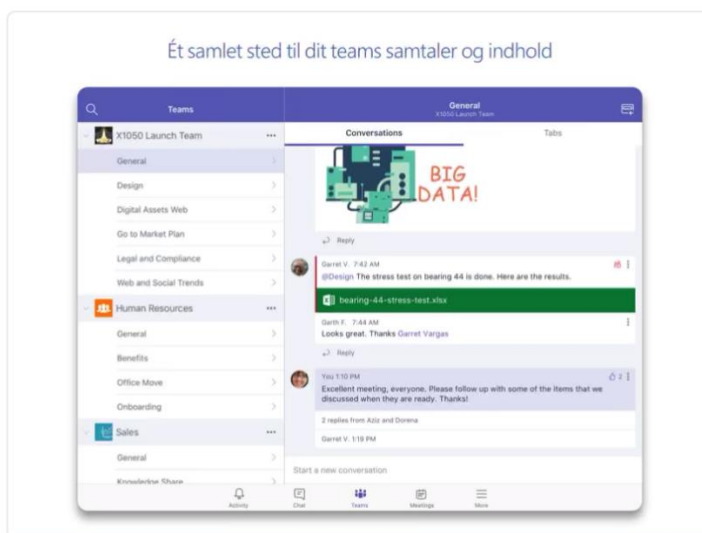 Ét samlet sted til dit teams samtaler og indhold
Teams
X1050 Launch Team
General
Design
Digital Assets Web
Go to Market Plan
Legal and Compliance
Web and Social Trends
Human Resources
General
Benefits
Office Move
Onboarding
Sales
General
Knowledge Share
General
X1050 Launch Team
Conversations
Tabs
BIG
DATA!
Reply
Garret V. 7:42 AM
@Design The stress test on bearing 44 is done. Here are the results.
bearing-44-stress-test.xlsx
Garth F. 7:44 AM
Looks great. Thanks Garret Vargas
Reply
You 1:10 PM
2
Excellent meeting, everyone. Please follow up with some of the items that we
discussed when they are ready. Thanks!
2 replies from Aziz and Dorena
Garret V. 1:19 PM
Start a new conversation
Activity
Chat
Teams
Meetings
More